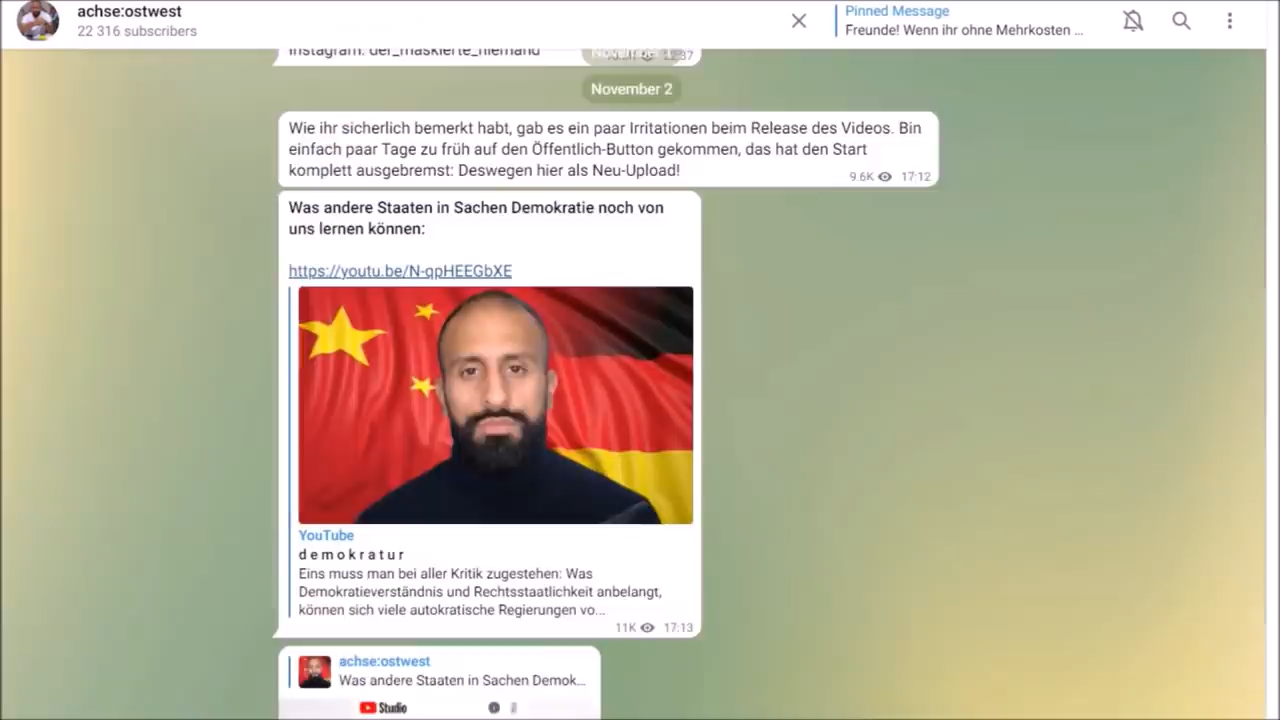 achse:ostwest
22 316 subscribers
Pinned Message
Freunde! Wenn ihr ohne Mehrkosten ...
Instagram: der_maskierte_niemand
November 1
November 2
Wie ihr sicherlich bemerkt habt, gab es ein paar Irritationen beim Release des Videos. Bin
einfach paar Tage zu früh auf den Öffentlich-Button gekommen, das hat den Start
komplett ausgebremst: Deswegen hier als Neu-Upload!
9.6K 17:12
Was andere Staaten in Sachen Demokratie noch von
uns lernen können:
https://youtu.be/N-qpHEEGbXE
YouTube
d e m o k r a t u r
Eins muss man bei aller Kritik zugestehen: Was
Demokratieverständnis und Rechtsstaatlichkeit anbelangt,
können sich viele autokratische Regierungen vo...
11K 17:13
achse:ostwest
Was andere Staaten in Sachen Demok...
Studio